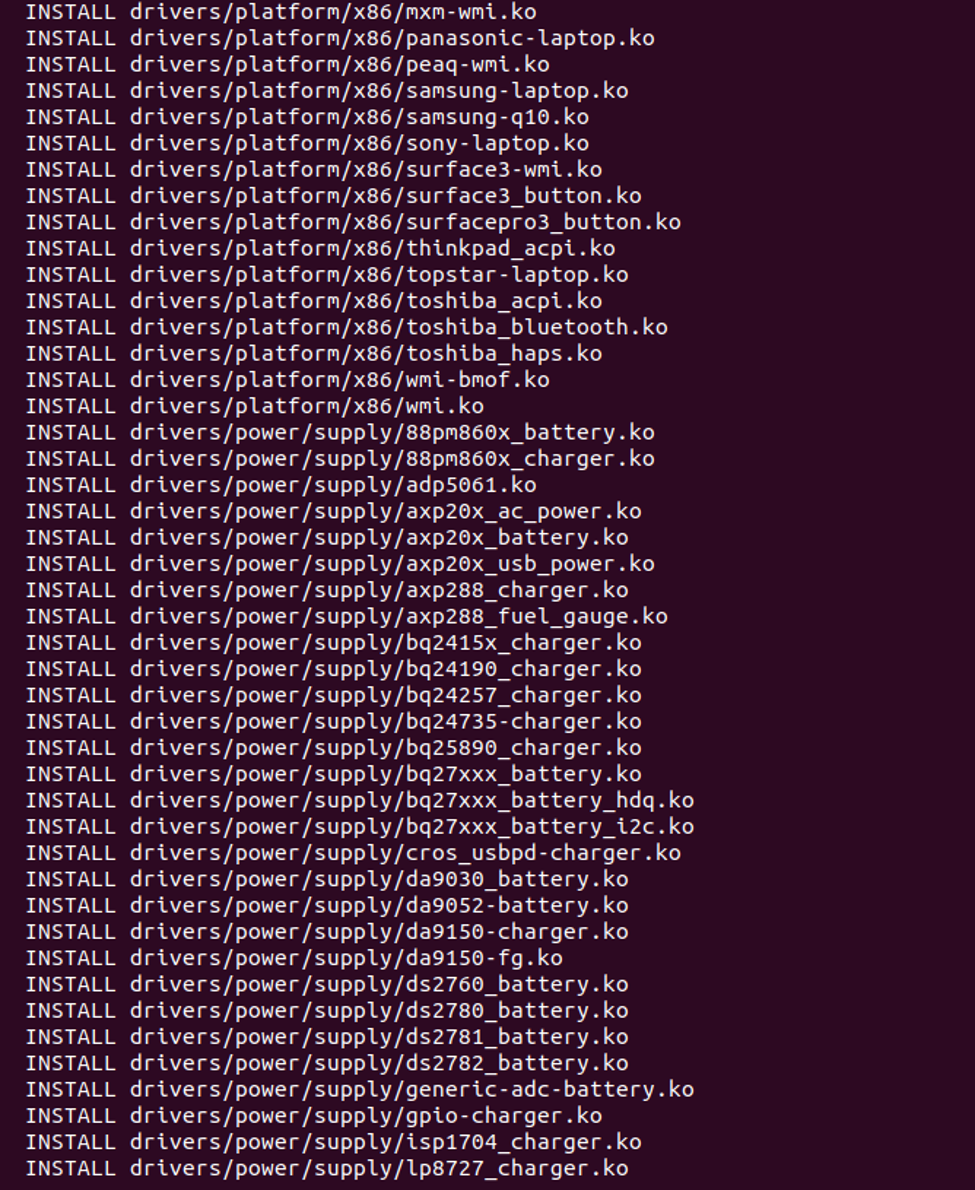 INSTALL drivers/platform/x86/mxm-wmi.ko
INSTALL drivers/platform/x86/panasonic-laptop.ko
INSTALL drivers/platform/x86/peaq-wmi.ko
INSTALL drivers/platform/x86/samsung-laptop.ko
INSTALL drivers/platform/x86/samsung-q10.ko
INSTALL drivers/platform/x86/sony-laptop.ko
INSTALL drivers/platform/x86/surface3-wmi.ko
INSTALL drivers/platform/x86/surface3_button.ko
INSTALL drivers/platform/x86/surfacepro3_button.ko
INSTALL drivers/platform/x86/thinkpad_acpi.ko
INSTALL drivers/platform/x86/topstar-laptop.ko
INSTALL drivers/platform/x86/toshiba_acpi.ko
INSTALL drivers/platform/x86/toshiba_bluetooth.ko
INSTALL drivers/platform/x86/toshiba_haps.ko
INSTALL drivers/platform/x86/wmi-bmof.ko
INSTALL drivers/platform/x86/wmi.ko
INSTALL drivers/power/supply/88pm860x_battery.ko
INSTALL drivers/power/supply/88pm860x_charger.ko
INSTALL drivers/power/supply/adp5061.ko
INSTALL drivers/power/supply/axp20x_ac_power.ko
INSTALL drivers/power/supply/axp20x_battery.ko
INSTALL drivers/power/supply/axp20x_usb_power.ko
INSTALL drivers/power/supply/axp288_charger.ko
INSTALL drivers/power/supply/axp288_fuel_gauge.ko
INSTALL drivers/power/supply/bq2415x_charger.ko
INSTALL drivers/power/supply/bq24190_charger.ko
INSTALL drivers/power/supply/bq24257_charger.ko
INSTALL drivers/power/supply/bq24735-charger.ko
INSTALL drivers/power/supply/bq25890_charger.ko
INSTALL drivers/power/supply/bq27xxx_battery.ko
INSTALL drivers/power/supply/bq27xxx_battery_hdq.ko
INSTALL drivers/power/supply/bq27xxx_battery_i2c.ko
INSTALL drivers/power/supply/cros_usbpd-charger.ko
INSTALL drivers/power/supply/da9030_battery.ko
INSTALL drivers/power/supply/da9052-battery.ko
INSTALL drivers/power/supply/da9150-charger.ko
INSTALL drivers/power/supply/da9150-fg.ko
INSTALL drivers/power/supply/ds2760_battery.ko
INSTALL drivers/power/supply/ds2780_battery.ko
INSTALL drivers/power/supply/ds2781_battery.ko
INSTALL drivers/power/supply/ds2782_battery.ko
INSTALL drivers/power/supply/generic-adc-battery.ko
INSTALL drivers/power/supply/gpio-charger.ko
INSTALL drivers/power/supply/isp1704_charger.ko
INSTALL drivers/power/supply/lp8727_charger.ko